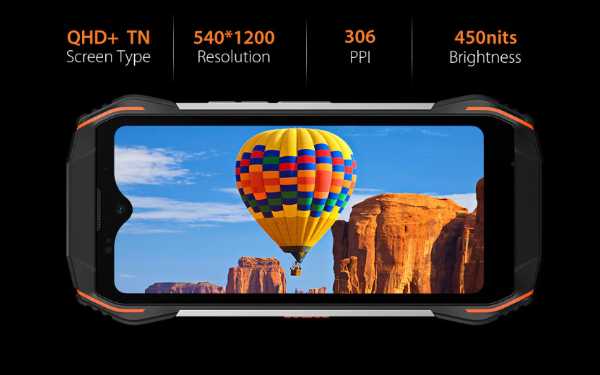 QHD+ TN
Screen Type
540*1200
Resolution
306
PPI
450nits
Brightness